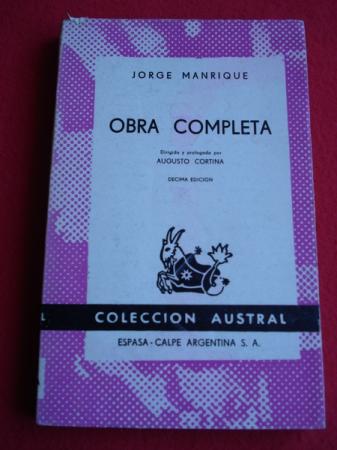 JORGE MANRIQUE
OBRA COMPLETA
Dirigida y prologada por
AUGUSTO CORTINA
DECIMA EDICION
L COLECCION AUSTRAL
ESPASA-CALPE ARGENTINA S. A.